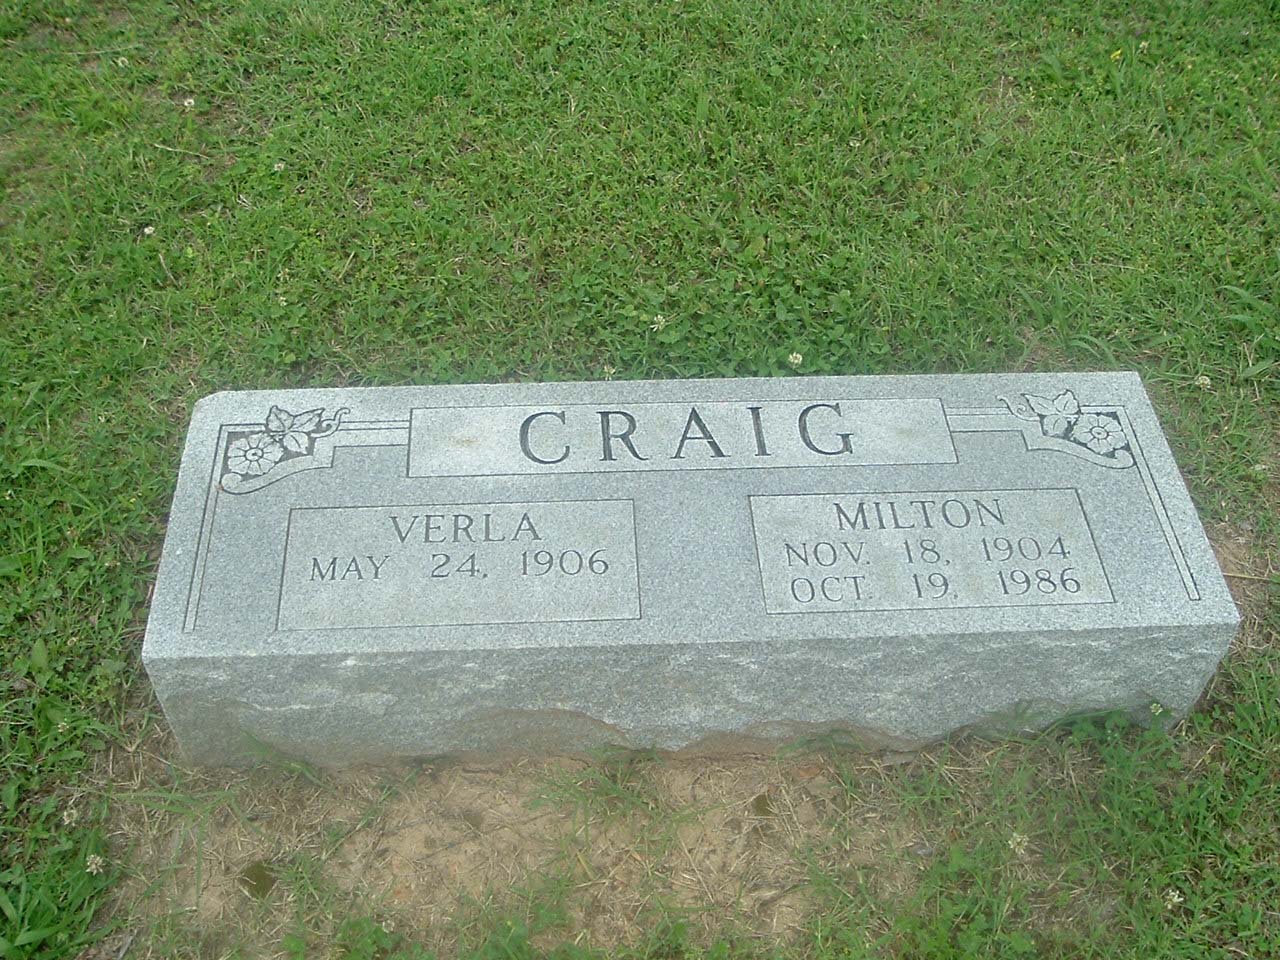 CRAIG
VERLA
MAY 24, 1906
MILTON
NOV. 18, 1904
OCT. 19, 1986